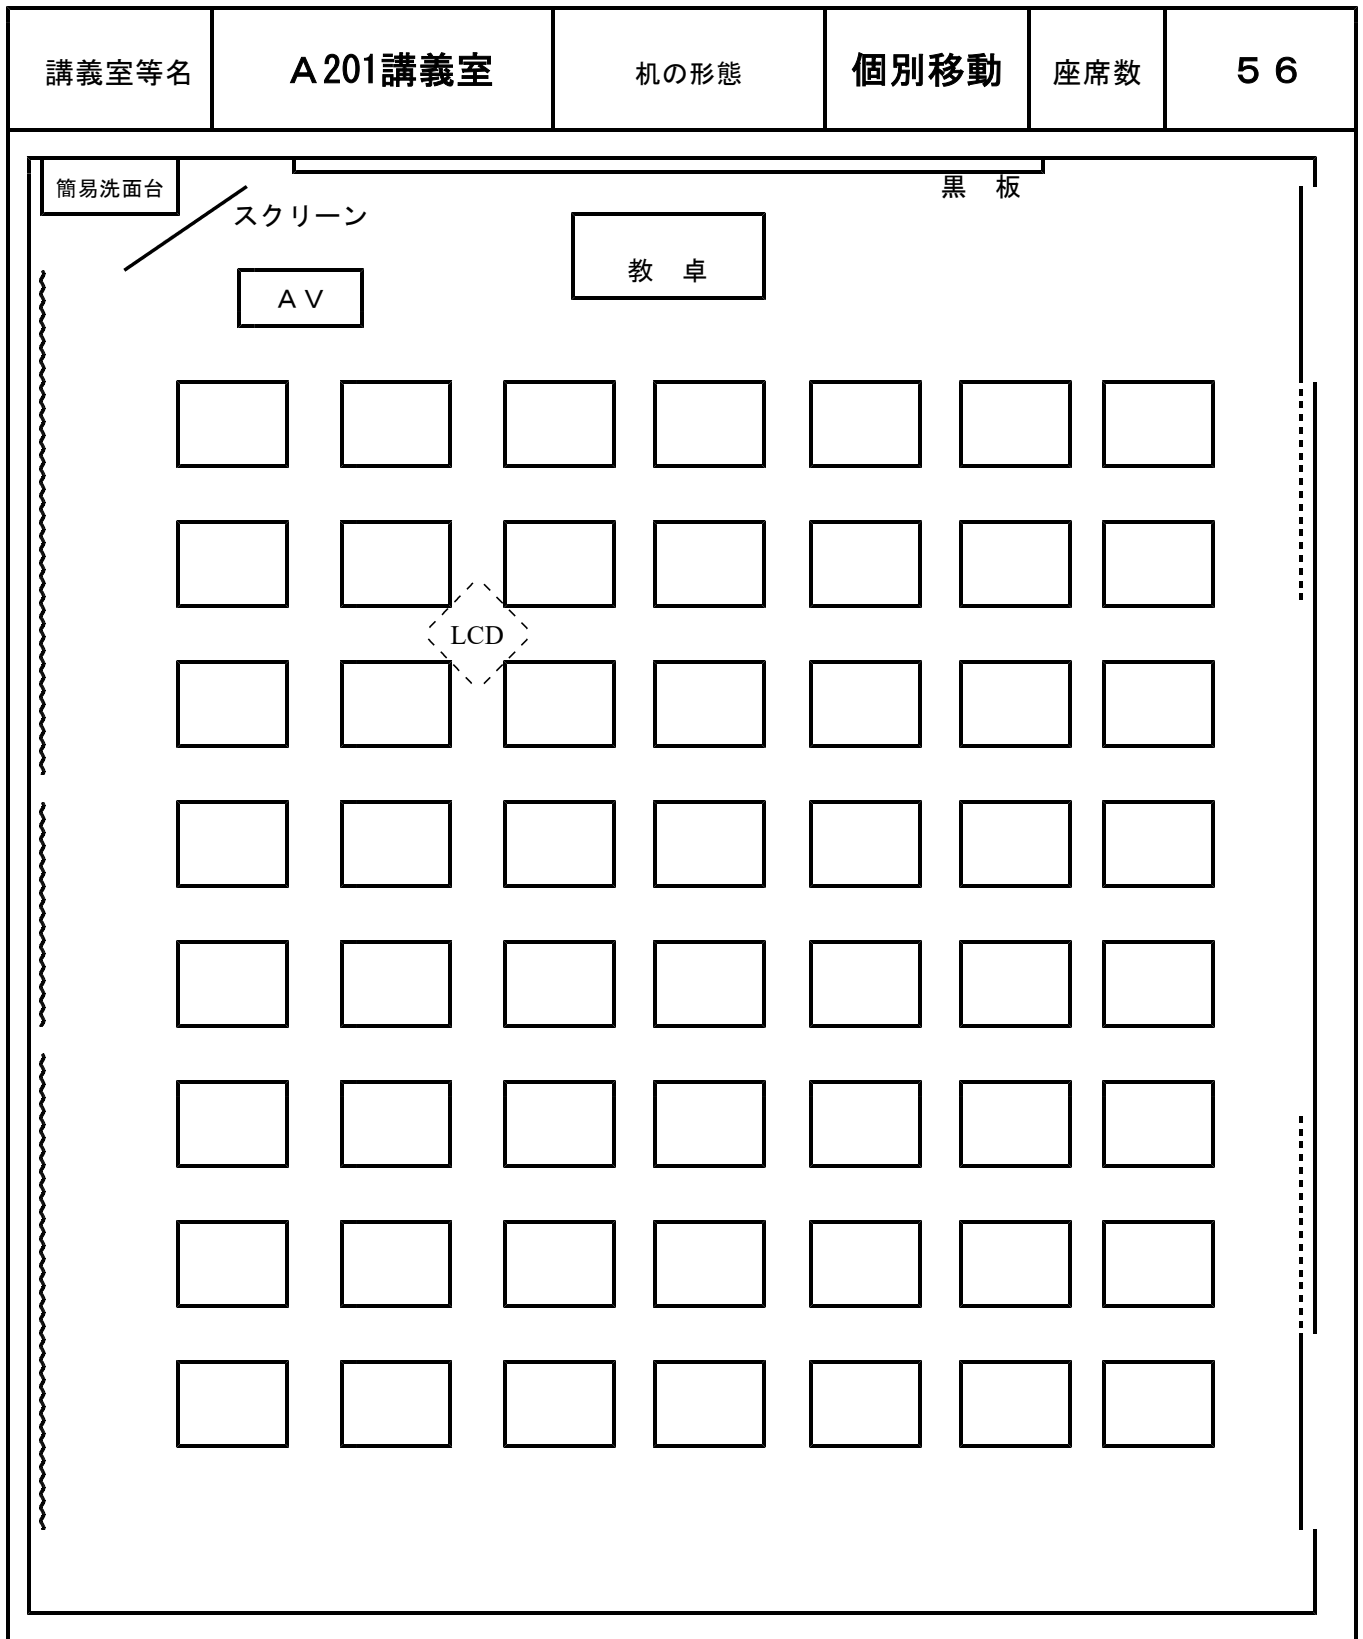 講義室等名 Ａ201講義室 机の形態 個別移動 座席数 ５６
簡易洗面台
黒　板
スクリーン
教　卓
ＡＶ
LCD